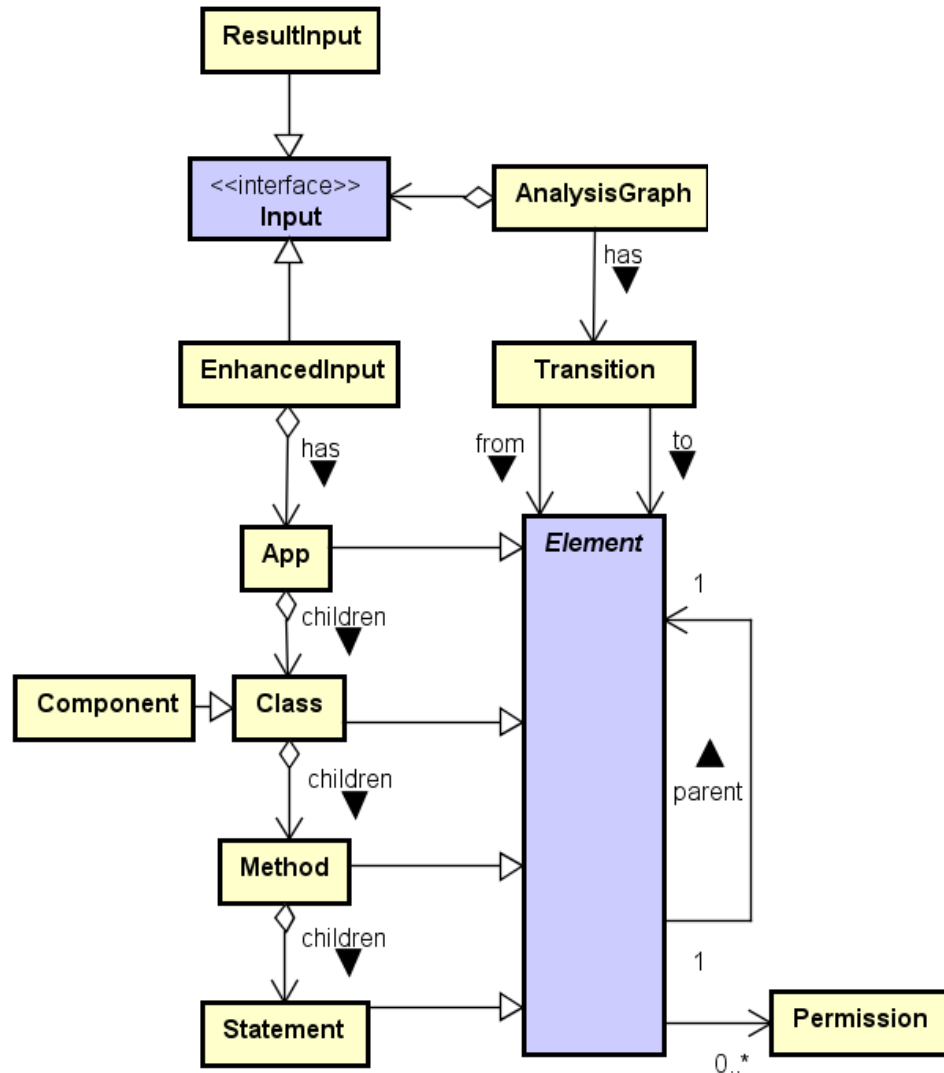 ResultInput
<<interface>>
Input
AnalysisGraph
has
EnhancedInput
Transition
has
from
to
App
Element
children
1
Component
Class
children
parent
Method
children
1
Statement
Permission
0..*